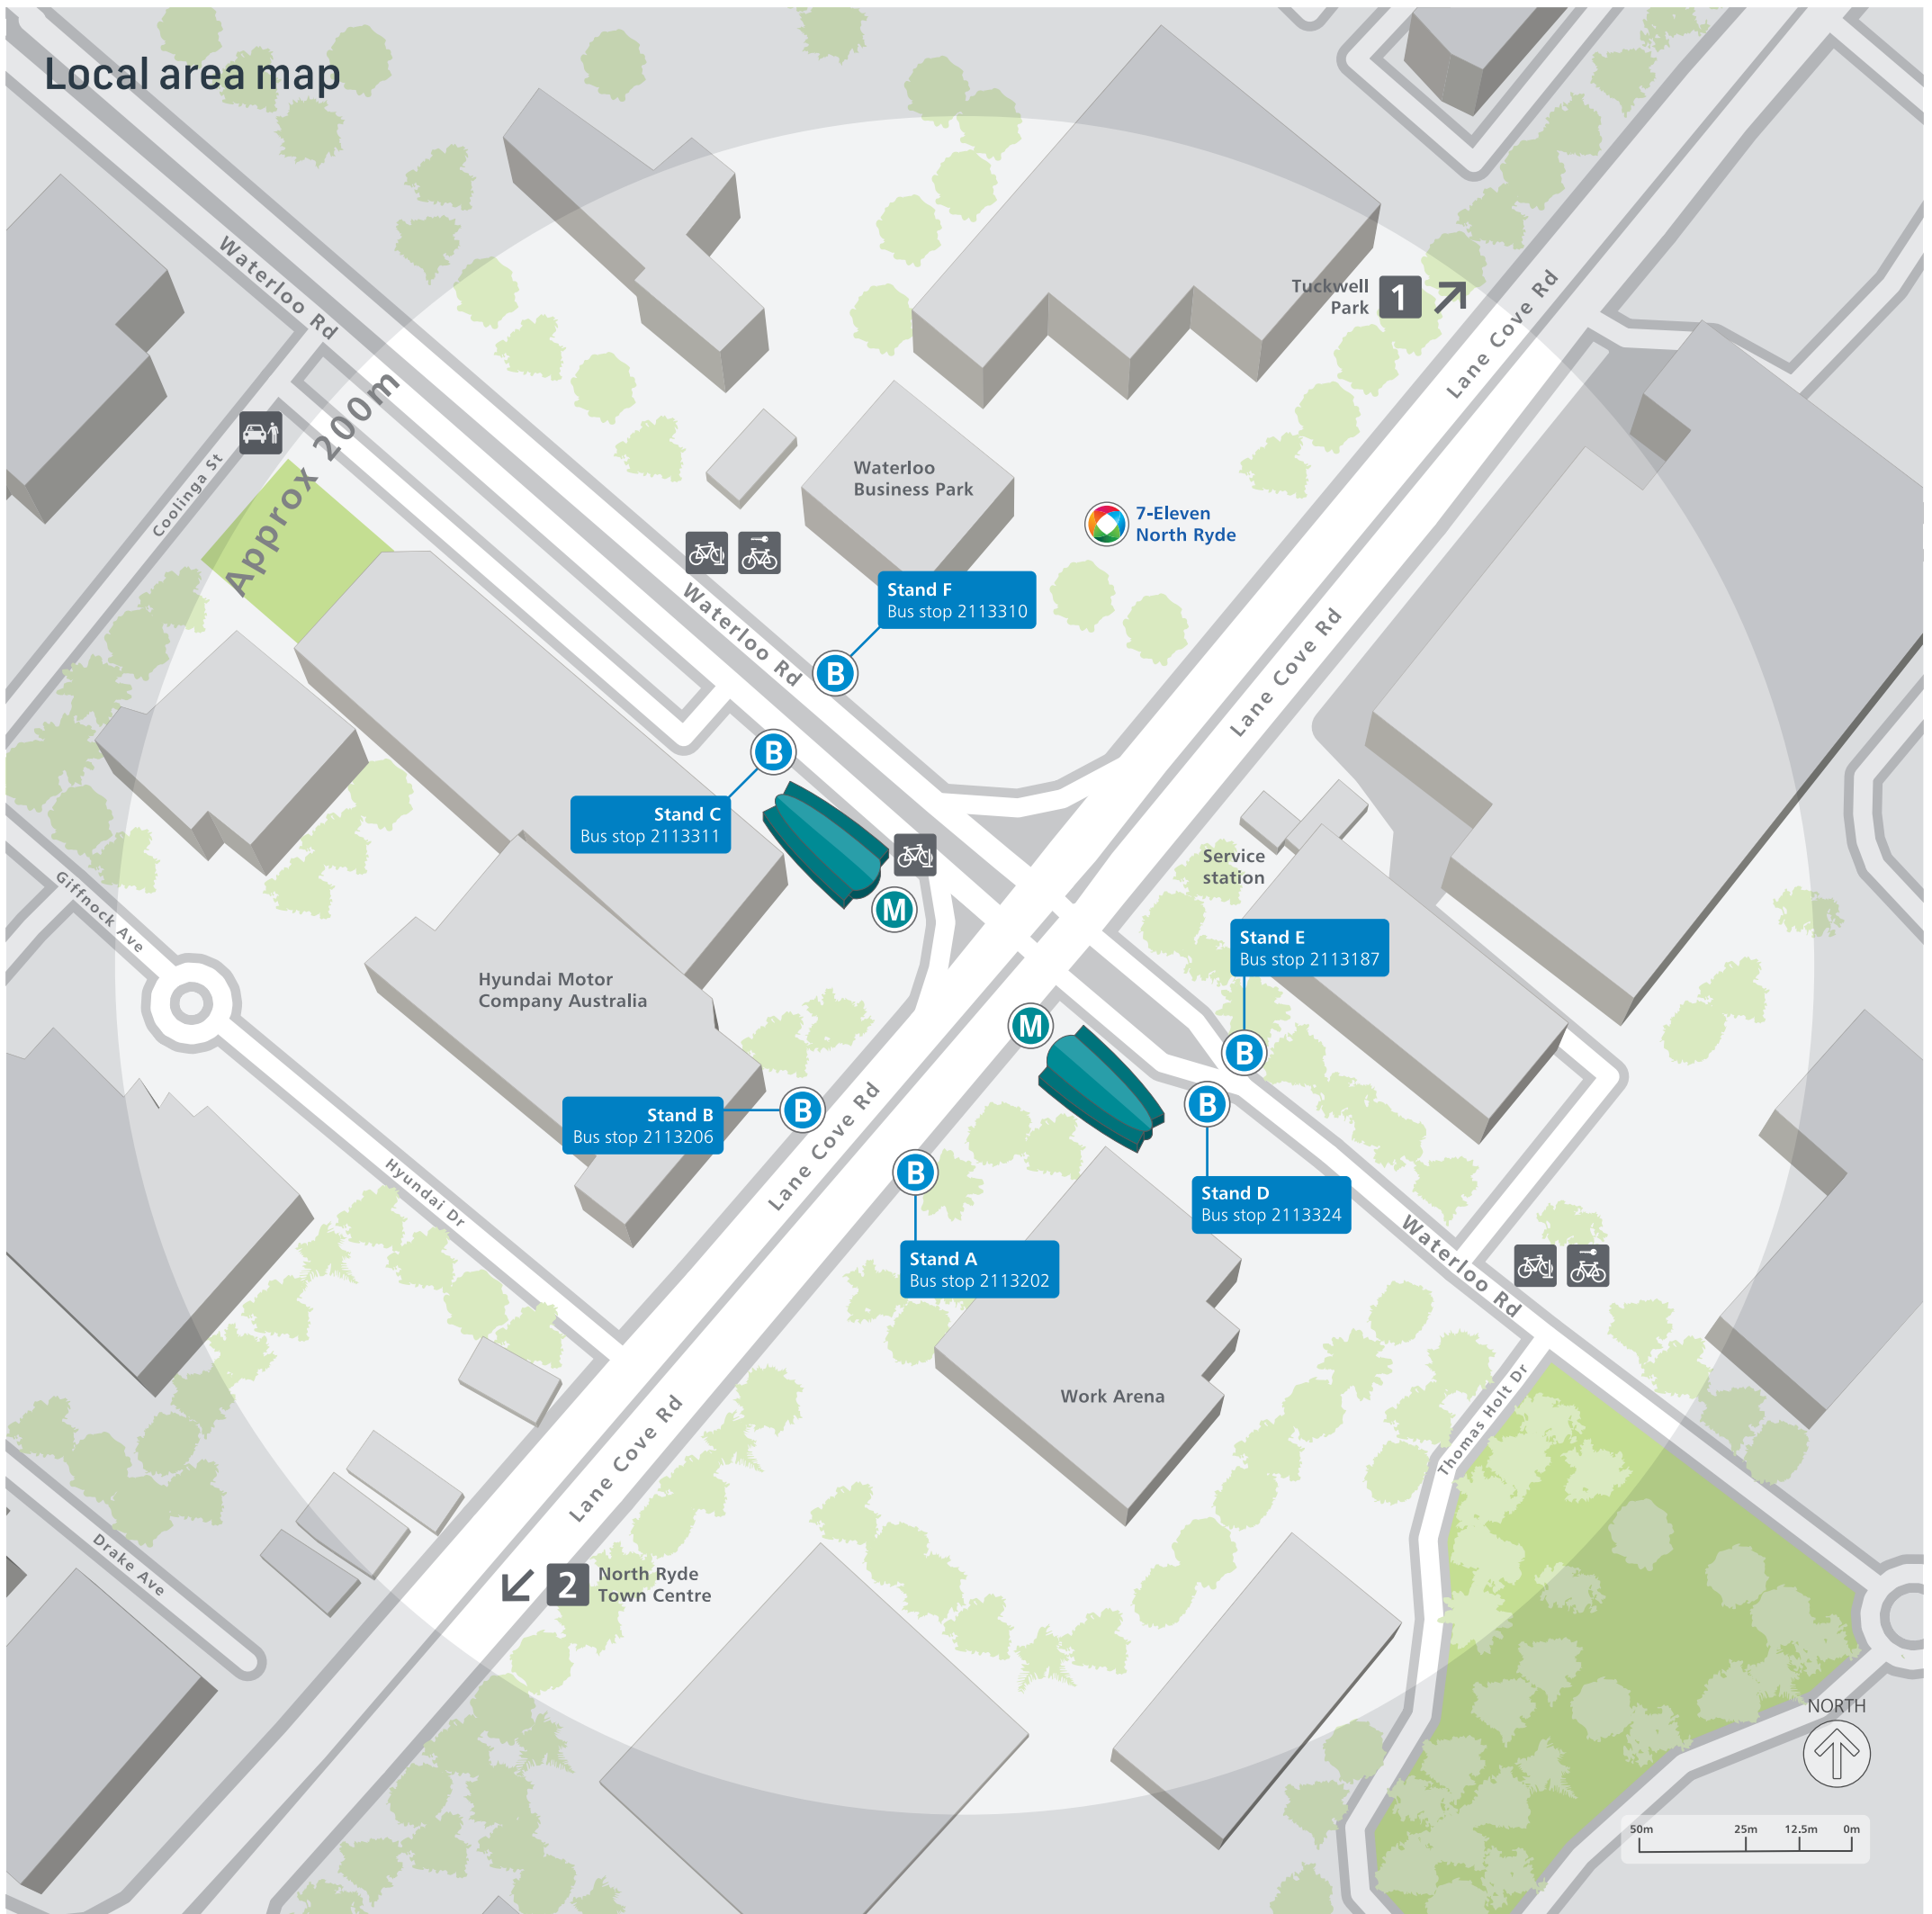 Local area map
Waterloo Rd
Approx 200m
Coolinga St
Tuckwell
Park
1
Lane Cove Rd
Waterloo
Business Park
7-Eleven
North Ryde
Stand F
Bus stop 2113310
B
Waterloo Rd
Lane Cove Rd
B
Stand C
Bus stop 2113311
M
Service
station
Giffnock Ave
Hyundai Motor
Company Australia
Stand E
Bus stop 2113187
M
B
Stand B
Bus stop 2113206
B
Lane Cove Rd
B
B
Stand D
Bus stop 2113324
Stand A
Bus stop 2113202
Hyundai Dr
Waterloo Rd
Work Arena
Thomas Holt Dr
Lane Cove Rd
Drake Ave
2
North Ryde
Town Centre
NORTH
50m 25m 12.5m 0m